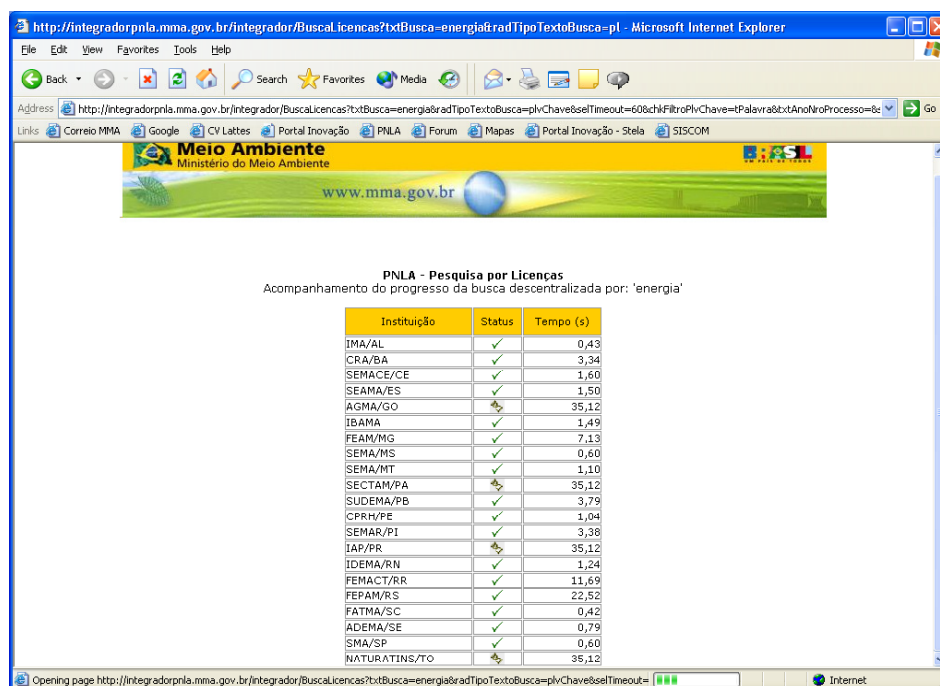 http://integradorpnla.mma.gov.br/integrador/BuscaLicencas?txtBusca=energia&radTipoTextoBusca=pl - Microsoft Internet Explorer
File Edit View Favorites Tools Help
Back Search Favorites Media
Address http://integradorpnla.mma.gov.br/integrador/BuscaLicencas?txtBusca=energia&radTipoTextoBusca=plvChave&selTimeout=60&chkFiltroPlvChave=tPalavra&txtAnoNroProcesso=&s Go
Links Correio MMA Google CV Lattes Portal Inovação PNLA Forum Mapas Portal Inovação - Stela SISCOM
Meio Ambiente BRASIL
Ministério do Meio Ambiente UM PAÍS DE TODOS
www.mma.gov.br
PNLA - Pesquisa por Licenças
Acompanhamento do progresso da busca descentralizada por: 'energia'
Instituição Status Tempo (s)
IMA/AL 0,43
CRA/BA 3,34
SEMACE/CE 1,60
SEAMA/ES 1,50
AGMA/GO 35,12
IBAMA 1,49
FEAM/MG 7,13
SEMA/MS 0,60
SEMA/MT 1,10
SECTAM/PA 35,12
SUDEMA/PB 3,79
CPRH/PE 1,04
SEMAR/PI 3,38
IAP/PR 35,12
IDEMA/RN 1,24
FEMACT/RR 11,69
FEPAM/RS 22,52
FATMA/SC 0,42
ADEMA/SE 0,79
SMA/SP 0,60
NATURATINS/TO 35,12
Opening page http://integradorpnla.mma.gov.br/integrador/BuscaLicencas?txtBusca=energia&radTipoTextoBusca=plvChave&selTimeout= Internet